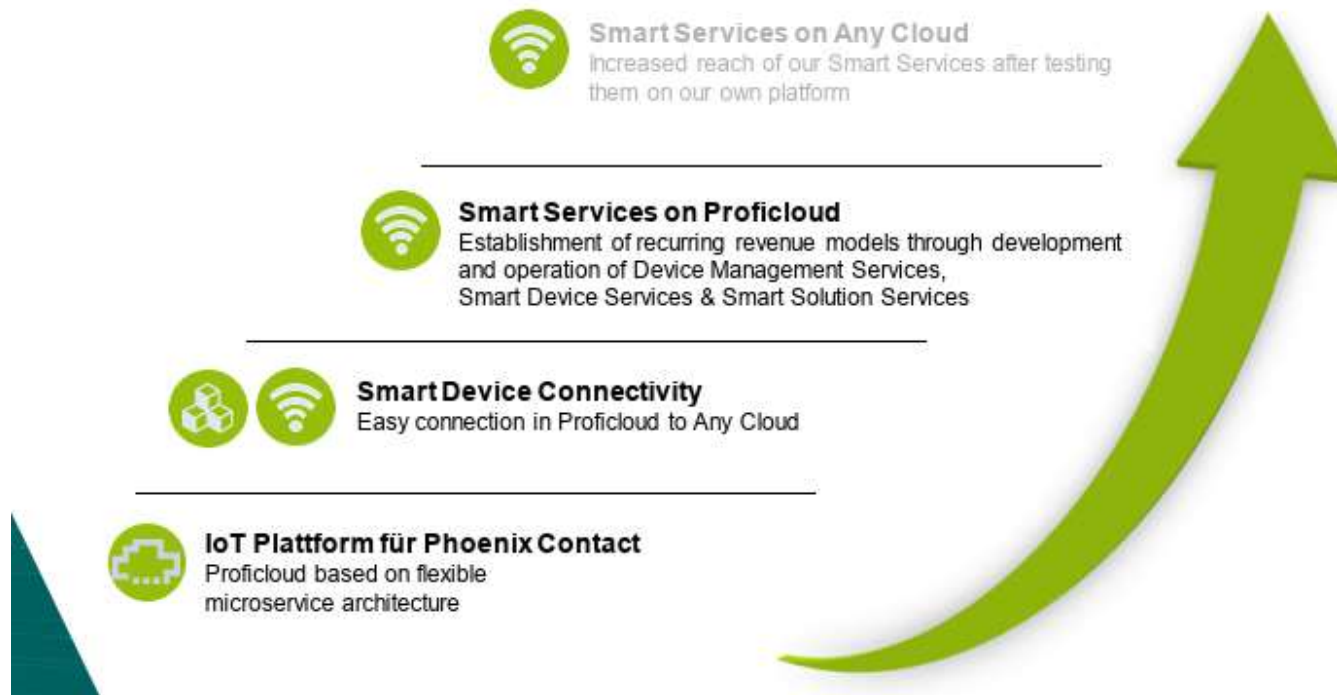 Smart Services on Any Cloud
Increased reach of our Smart Services after testing
them on our own platform
Smart Services on Proficloud
Establishment of recurring revenue models through development
and operation of Device Management Services,
Smart Device Services & Smart Solution Services
Smart Device Connectivity
Easy connection in Proficloud to Any Cloud
IoT Plattform für Phoenix Contact
Proficloud based on flexible
microservice architecture